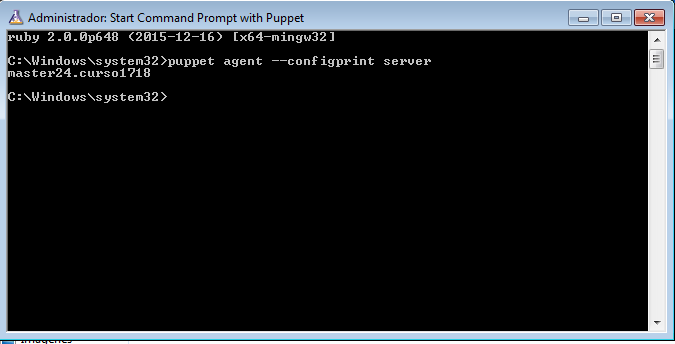 Administrador: Start Command Prompt with Puppet
ruby 2.0.0p648 (2015-12-16) [x64-mingw32]
C:\Windows\system32>puppet agent --configprint server
master24.curso1718
C:\Windows\system32>